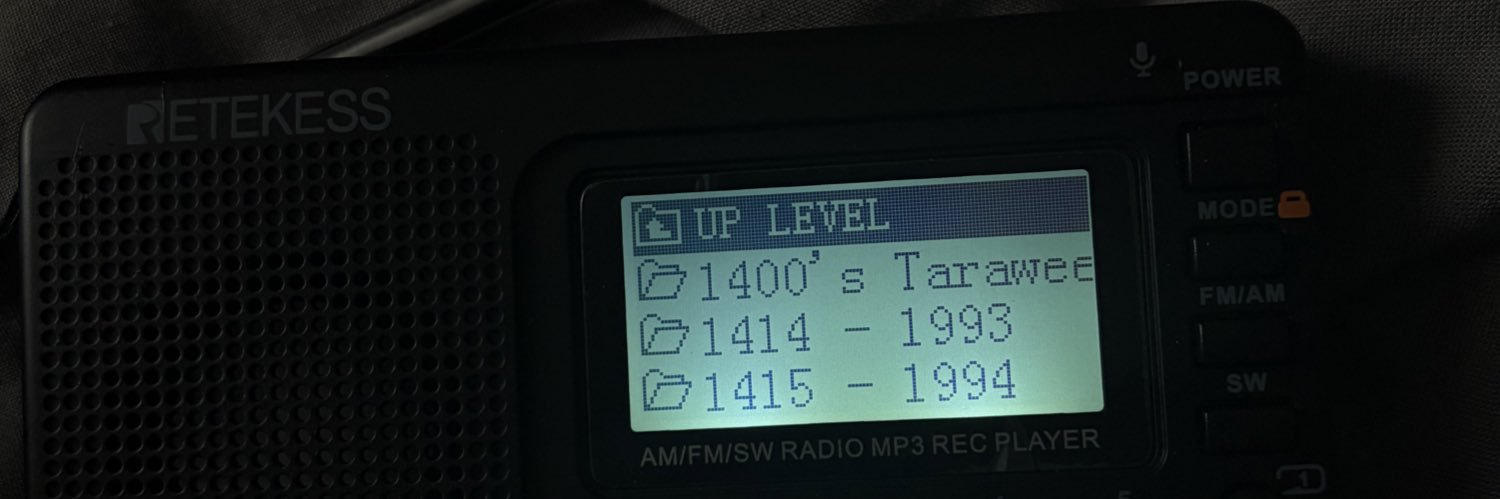 RETEKESS
POWER
UP LEVEL
MODE
1400's Tarawee
FM/AM
1414 - 1993
1415 - 1994
SW
AM/FM/SW RADIO MP3 REC PLAYER